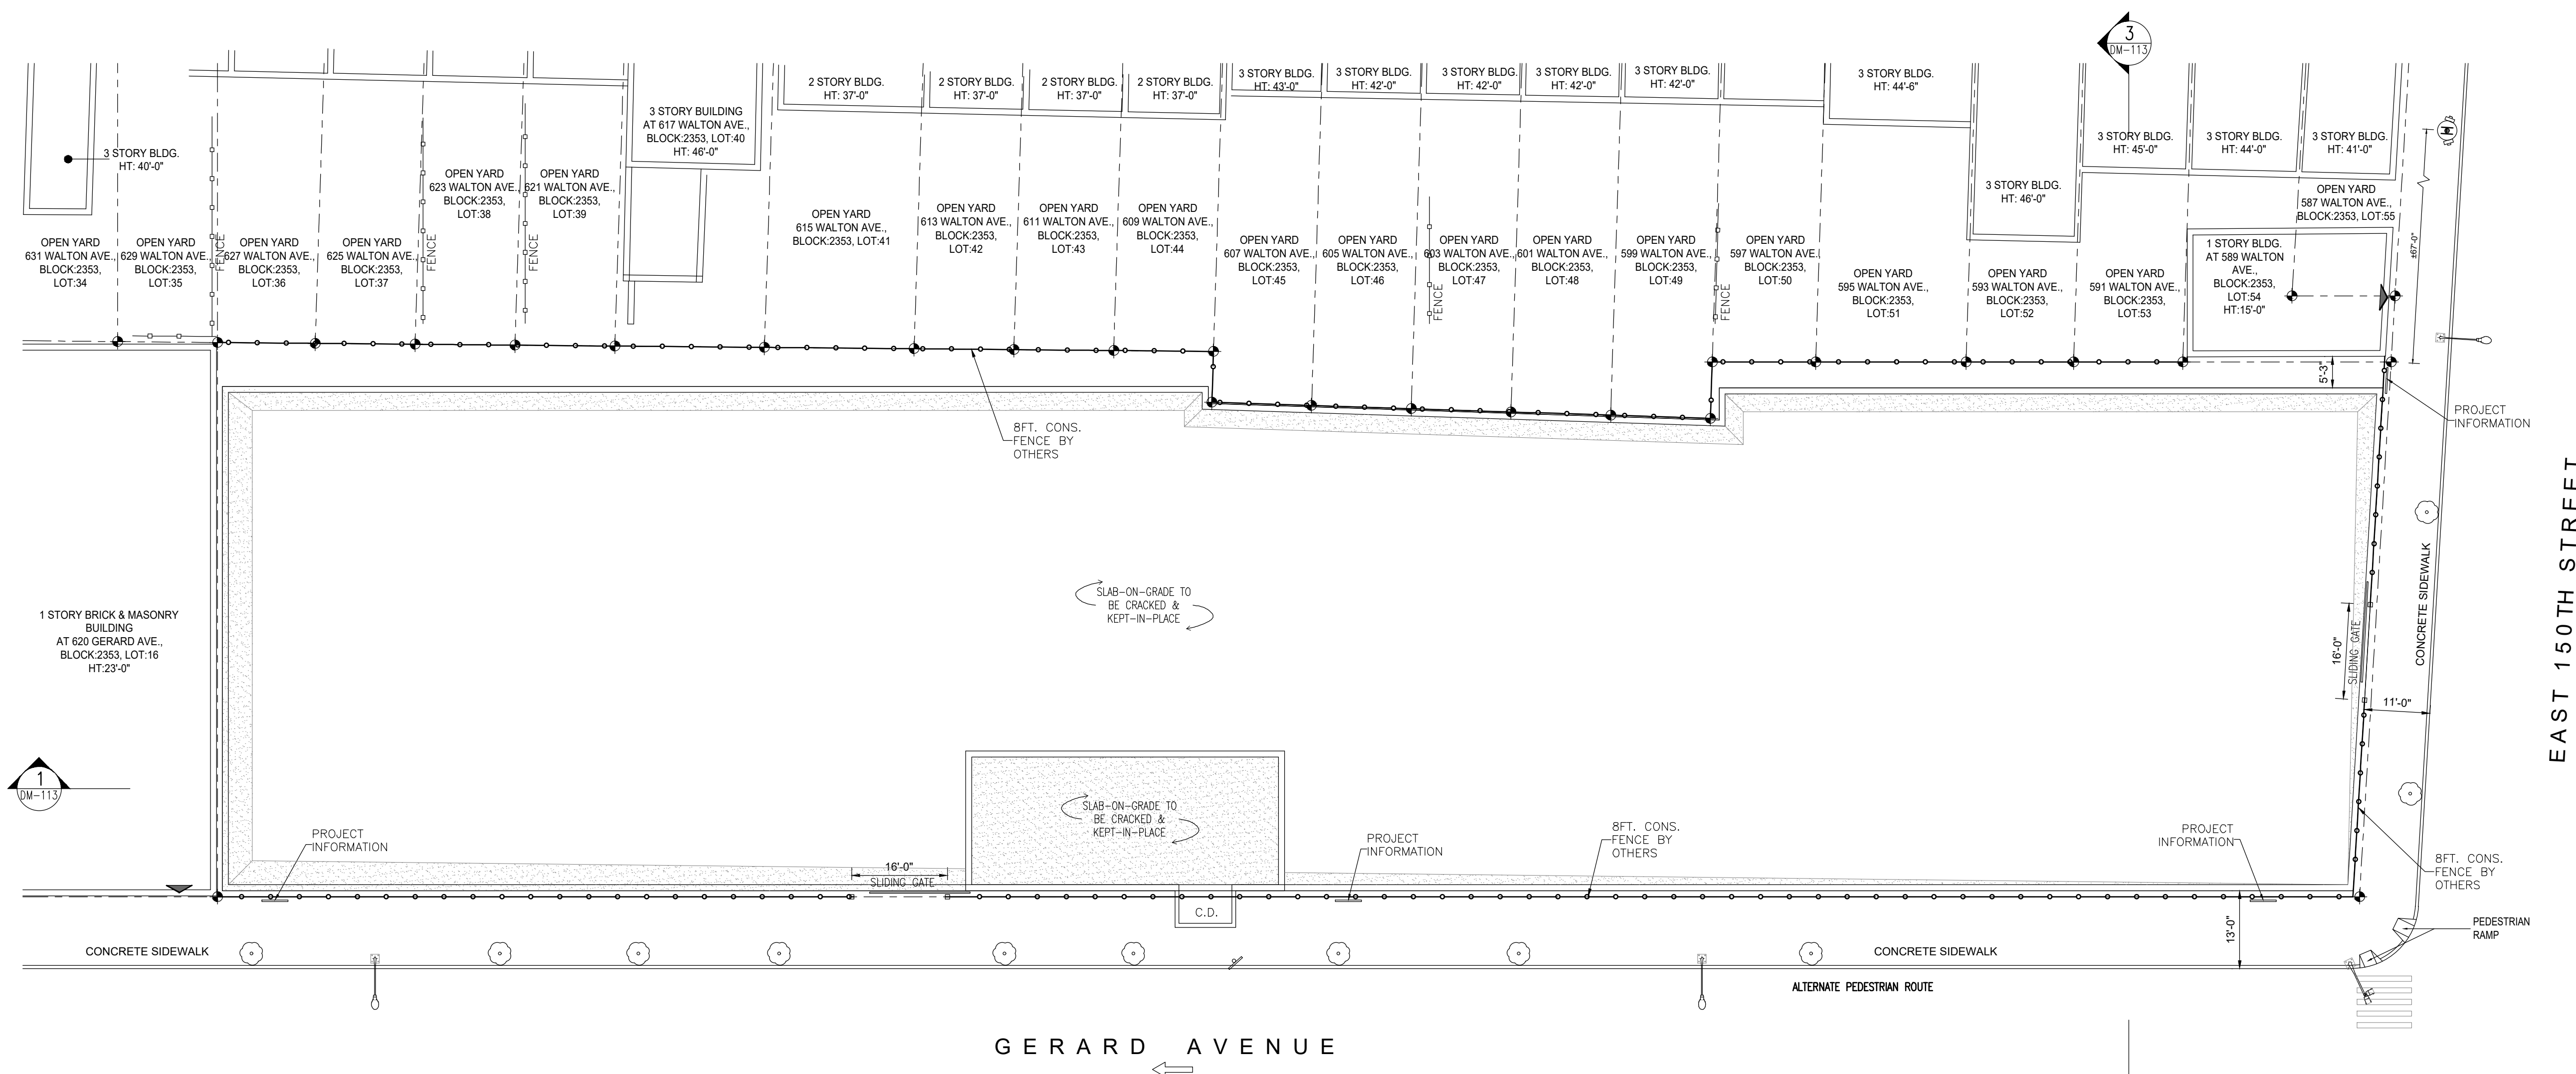 3
DM-113
2 STORY BLDG.
HT: 37'-0"
2 STORY BLDG.
HT: 37'-0"
2 STORY BLDG.
HT: 37'-0"
2 STORY BLDG.
HT: 37'-0"
3 STORY BLDG.
HT: 43'-0"
3 STORY BLDG.
HT: 42'-0"
3 STORY BLDG.
HT: 42'-0"
3 STORY BLDG.
HT: 42'-0"
3 STORY BLDG.
HT: 42'-0"
3 STORY BLDG.
HT: 44'-6"
3 STORY BUILDING
AT 617 WALTON AVE.,
BLOCK:2353, LOT:40
HT: 46'-0"
3 STORY BLDG.
HT: 45'-0"
3 STORY BLDG.
HT: 44'-0"
3 STORY BLDG.
HT: 41'-0"
3 STORY BLDG.
HT: 40'-0"
OPEN YARD
623 WALTON AVE.,
BLOCK:2353,
LOT:38
OPEN YARD
621 WALTON AVE.,
BLOCK:2353,
LOT:39
3 STORY BLDG.
HT: 46'-0"
OPEN YARD
587 WALTON AVE.,
BLOCK:2353, LOT:55
OPEN YARD
615 WALTON AVE.,
BLOCK:2353, LOT:41
OPEN YARD
613 WALTON AVE.,
BLOCK:2353,
LOT:42
OPEN YARD
611 WALTON AVE.,
BLOCK:2353,
LOT:43
OPEN YARD
609 WALTON AVE.,
BLOCK:2353,
LOT:44
OPEN YARD
631 WALTON AVE.,
BLOCK:2353,
LOT:34
OPEN YARD
629 WALTON AVE.,
BLOCK:2353,
LOT:35
FENCE
OPEN YARD
627 WALTON AVE.,
BLOCK:2353,
LOT:36
OPEN YARD
625 WALTON AVE.,
BLOCK:2353,
LOT:37
FENCE
FENCE
OPEN YARD
607 WALTON AVE.,
BLOCK:2353,
LOT:45
OPEN YARD
605 WALTON AVE.,
BLOCK:2353,
LOT:46
OPEN YARD
603 WALTON AVE.,
BLOCK:2353,
LOT:47
FENCE
OPEN YARD
601 WALTON AVE.,
BLOCK:2353,
LOT:48
OPEN YARD
599 WALTON AVE.,
BLOCK:2353,
LOT:49
FENCE
OPEN YARD
597 WALTON AVE.
BLOCK:2353,
LOT:50
OPEN YARD
595 WALTON AVE.,
BLOCK:2353,
LOT:51
OPEN YARD
593 WALTON AVE.,
BLOCK:2353,
LOT:52
OPEN YARD
591 WALTON AVE.,
BLOCK:2353,
LOT:53
1 STORY BLDG.
AT 589 WALTON
AVE.,
BLOCK:2353,
LOT:54
HT:15'-0"
±67'-0"
5'-3"
PROJECT
INFORMATION
8FT. CONS.
FENCE BY
OTHERS
EAST 150TH STREET
SLAB-ON-GRADE TO
BE CRACKED &
KEPT-IN-PLACE
CONCRETE SIDEWALK
16'-0"
SLIDING GATE
11'-0"
1 STORY BRICK & MASONRY
BUILDING
AT 620 GERARD AVE.,
BLOCK:2353, LOT:16
HT:23'-0"
1
DM-113
SLAB-ON-GRADE TO
BE CRACKED &
KEPT-IN-PLACE
PROJECT
INFORMATION
16'-0"
SLIDING GATE
PROJECT
INFORMATION
8FT. CONS.
FENCE BY
OTHERS
PROJECT
INFORMATION
8FT. CONS.
FENCE BY
OTHERS
C.D.
13'-0"
PEDESTRIAN
RAMP
CONCRETE SIDEWALK
CONCRETE SIDEWALK
ALTERNATE PEDESTRIAN ROUTE
GERARD AVENUE